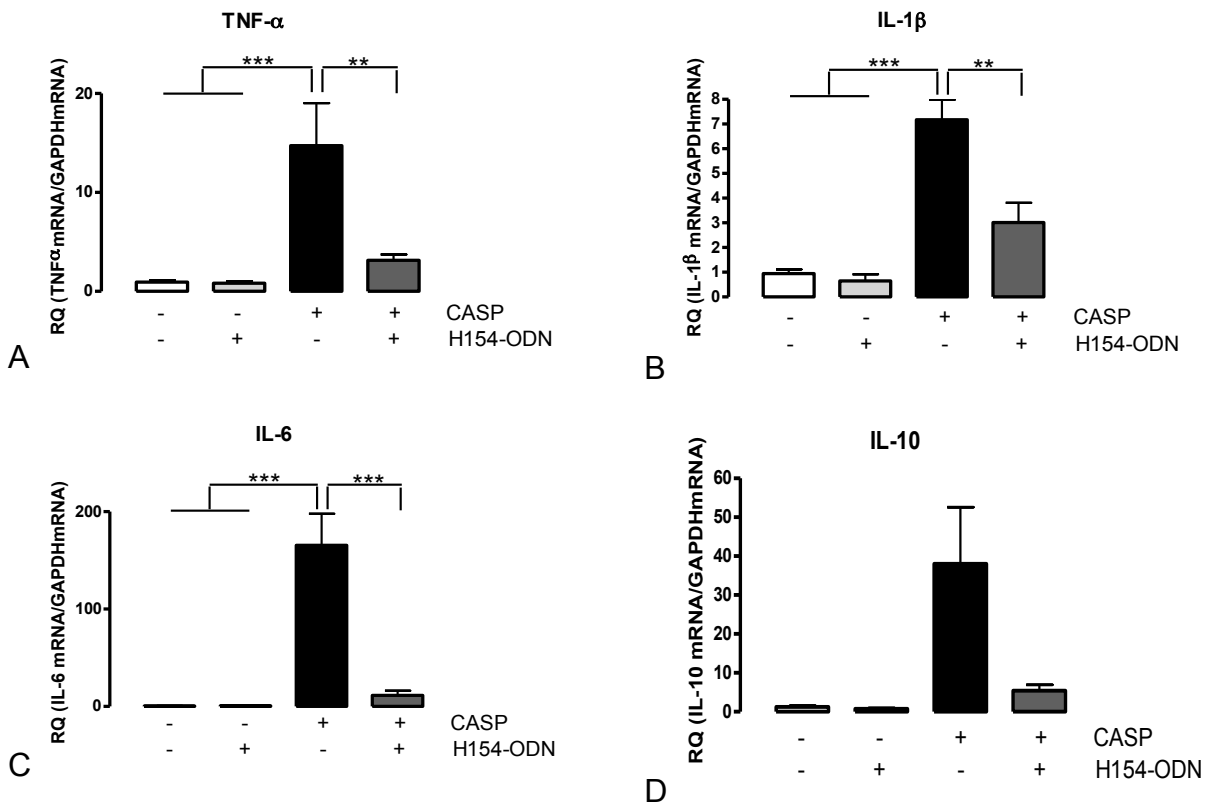 TNF-α
*** **
RQ (TNFα mRNA/GAPDHmRNA)
20
10
0
- - + + CASP
- + - + H154-ODN
A
IL-1β
*** **
RQ (IL-1β mRNA/GAPDHmRNA)
8
7
6
5
4
3
2
1
0
- - + + CASP
- + - + H154-ODN
B
IL-6
*** ***
RQ (IL-6 mRNA/GAPDHmRNA)
200
100
0
- - + + CASP
- + - + H154-ODN
C
IL-10
RQ (IL-10 mRNA/GAPDHmRNA)
60
50
40
30
20
10
0
- - + + CASP
- + - + H154-ODN
D